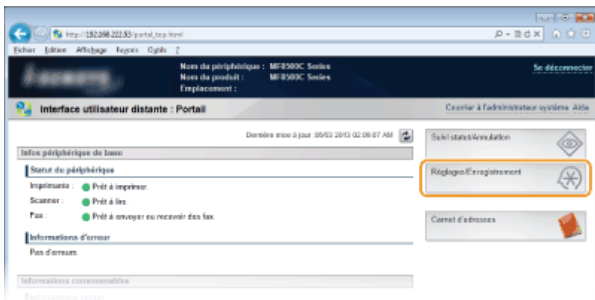 http://192.168.222.53/portal_top.html
Fichier Edition Affichage Favoris Outils ?
Nom du périphérique : MF8500C Series
Nom du produit : MF8500C Series
Emplacement :
Se déconnecter
Interface utilisateur distante : Portail
Courrier à l'administrateur système Aide
Dernière mise à jour :05/03 2013 02:08:07 AM
Infos périphérique de base
Statut du périphérique
Imprimante : Prêt à imprimer.
Scanner : Prêt à lire.
Fax : Prêt à envoyer ou recevoir des fax.
Informations d'erreur
Pas d'erreurs.
Informations consommables
Suivi statut/Annulation
Réglages/Enregistrement
Carnet d'adresses